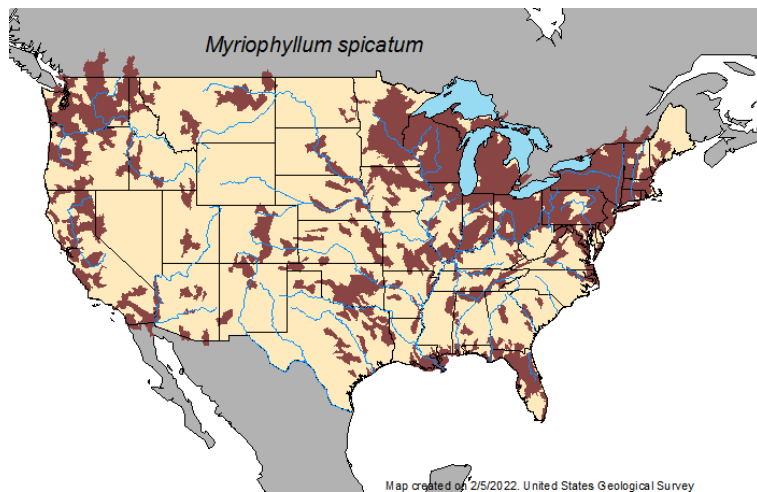 Myriophyllum spicatum
Map created on 2/5/2022. United States Geological Survey